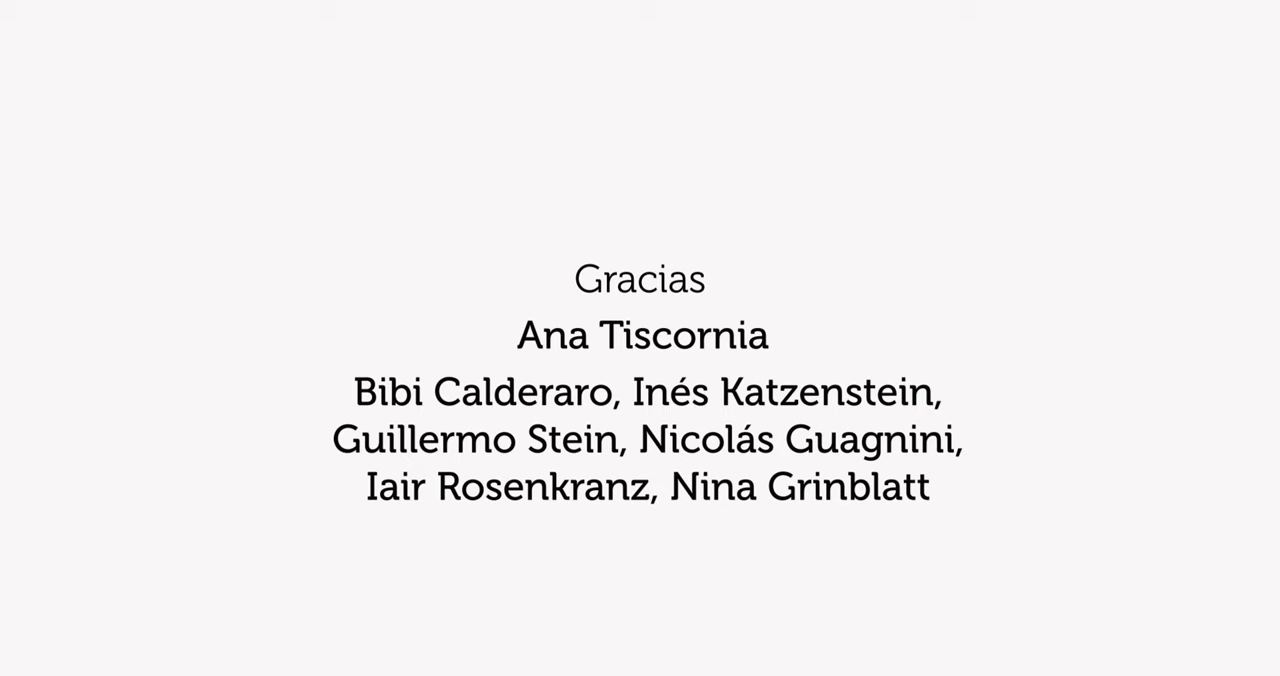 Gracias
Ana Tiscornia
Bibi Calderaro, Inés Katzenstein,
Guillermo Stein, Nicolás Guagnini,
Iair Rosenkranz, Nina Grinblatt